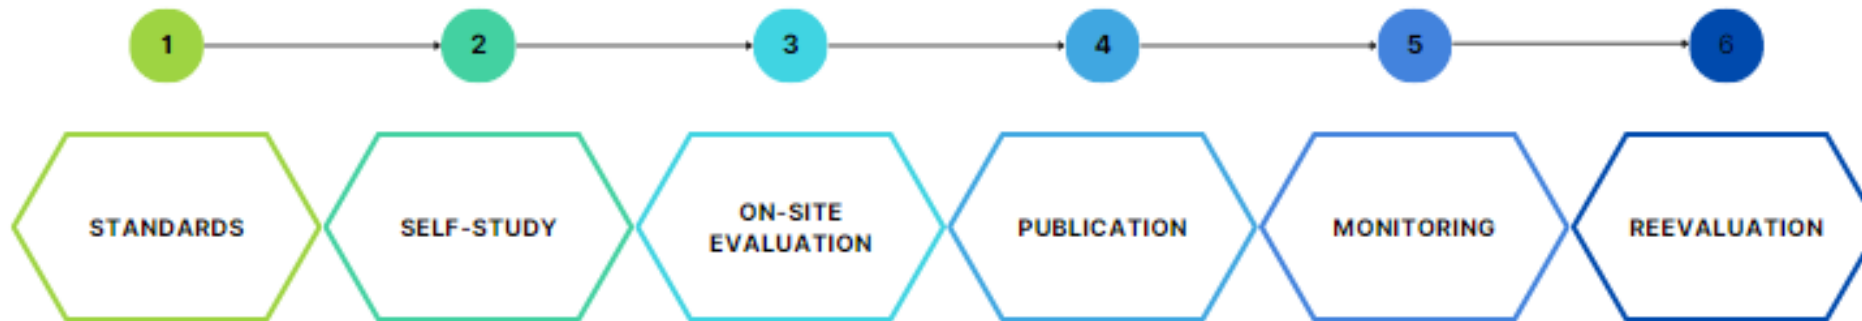 1
2
3
4
5
6
STANDARDS
SELF-STUDY
ON-SITE
EVALUATION
PUBLICATION
MONITORING
REEVALUATION